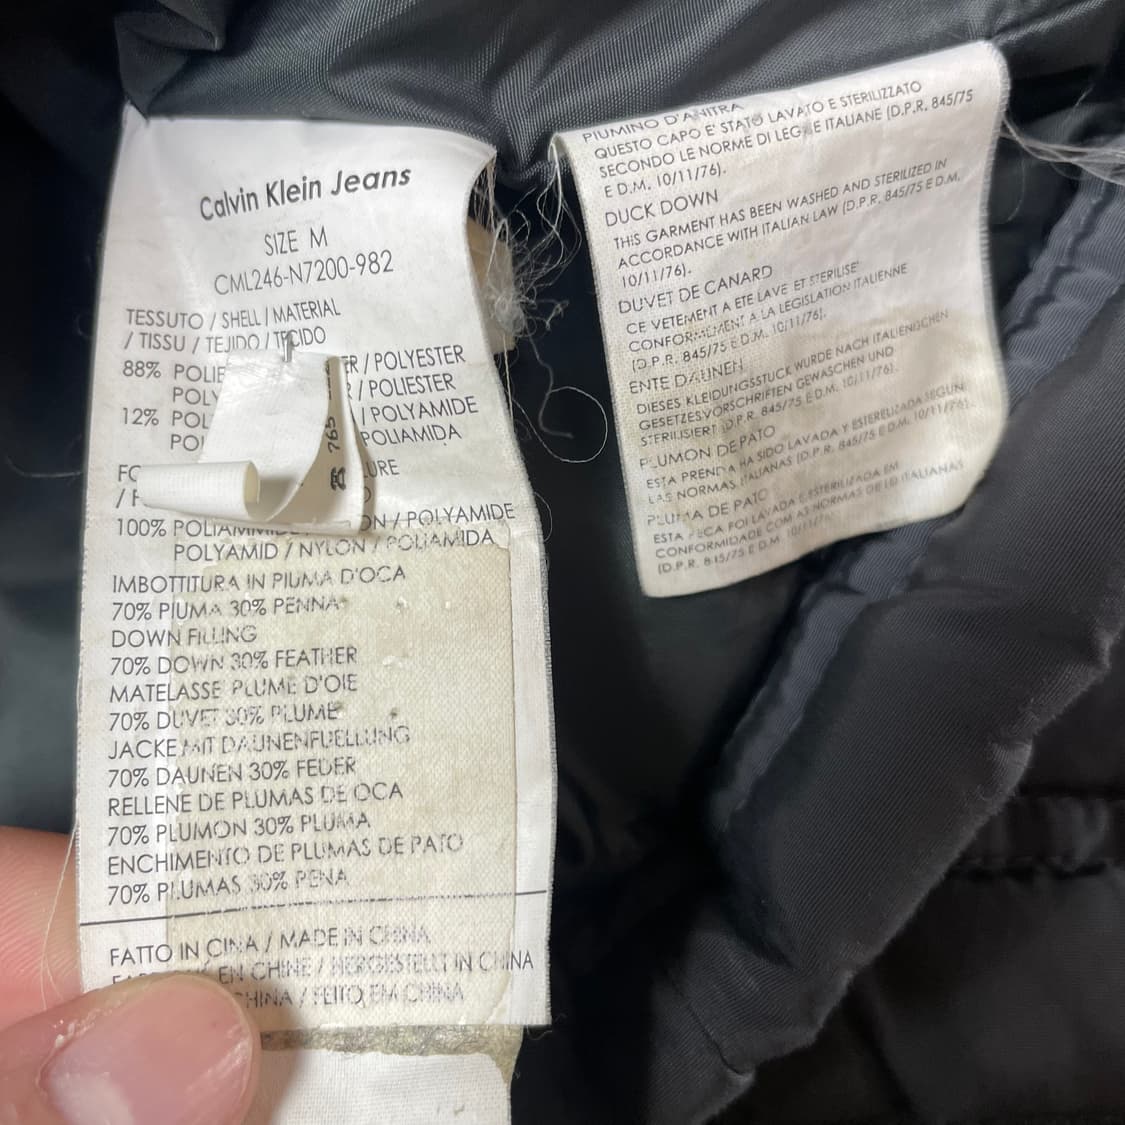 Calvin Klein Jeans
SIZE M
CML246-N7200-982
TESSUTO / SHELL / MATERIAL
/ TISSU / TEJIDO / TECIDO
88% POLIE ER / POLYESTER
POLY R / POLIESTER
12% POL / POLYAMIDE
POL POLIAMIDA
FO LURE
/ F O
100% POLIAMMI ON / POLYAMIDE
POLYAMID / NYLON / POLIAMIDA
IMBOTTITURA IN PIUMA D'OCA
70% PIUMA 30% PENNA
DOWN FILLING
70% DOWN 30% FEATHER
MATELASSE PLUME D'OIE
70% DUVET 30% PLUME
JACKE MIT DAUNENFUELLUNG
70% DAUNEN 30% FEDER
RELLENE DE PLUMAS DE OCA
70% PLUMON 30% PLUMA
ENCHIMENTO DE PLUMAS DE PATO
70% PLUMAS 30% PENA
FATTO IN CINA / MADE IN CHINA
EN CHINE / HERGESTELLT IN CHINA
CHINA / FEITO EM CHINA
765
PIUMINO D'ANITRA
QUESTO CAPO E' STATO LAVATO E STERILIZZATO
SECONDO LE NORME DI LEGGE ITALIANE (D.P.R. 845/75
E D.M. 10/11/76).
DUCK DOWN
THIS GARMENT HAS BEEN WASHED AND STERILIZED IN
ACCORDANCE WITH ITALIAN LAW (D.P.R. 845/75 E D.M.
10/11/76).
DUVET DE CANARD
CE VETEMENT A ETE LAVE ET STERILISE'
CONFORMEMENT A LA LEGISLATION ITALIENNE
(D.P.R. 845/75 E D.M. 10/11/76).
ENTE DAUNEN
DIESES KLEIDUNGSSTUCK WURDE NACH ITALIENISCHEN
GESETZESVORSCHRIFTEN GEWASCHEN UND
STERILISIERT (D.P.R. 845/75 E D.M. 10/11/76).
PLUMON DE PATO
ESTA PRENDA HA SIDO LAVADA Y ESTERELIZADA SEGUN
LAS NORMAS ITALIANAS (D.P.R. 845/75 E D.M. 10/11/76).
PLUMA DE PATO
ESTA PECA FOI LAVADA E ESTERILIZADA EM
CONFORMIDADE COM AS NORMAS DE LEI ITALIANAS
(D.P.R. 845/75 E D.M. 10/11/76).